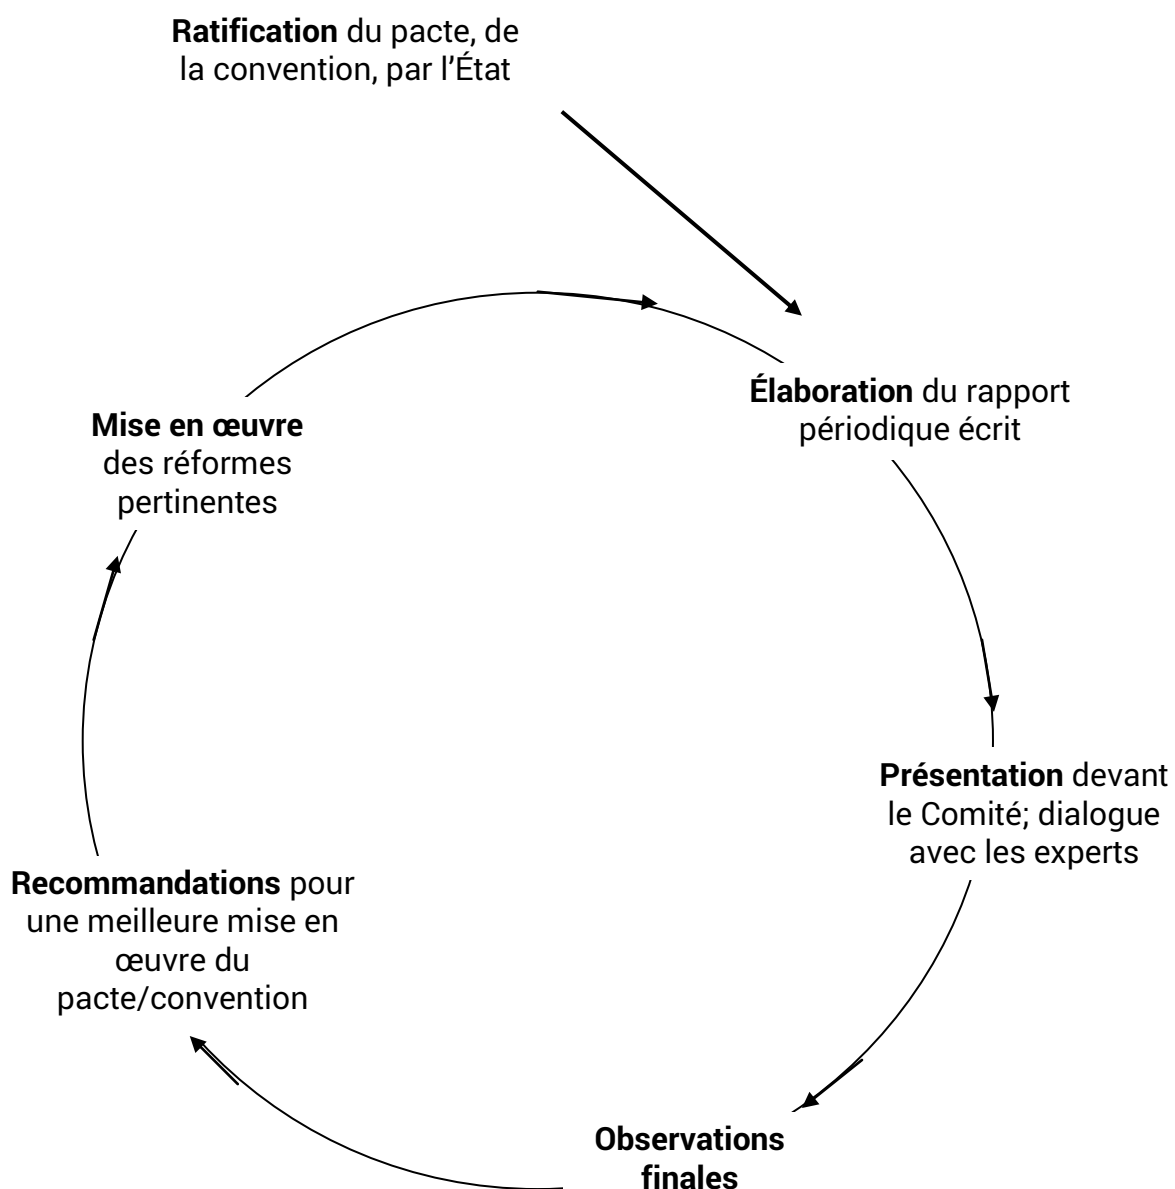 Ratification du pacte, de
la convention, par l’État
Élaboration du rapport
périodique écrit
Présentation devant
le Comité; dialogue
avec les experts
Observations
finales
Recommandations pour
une meilleure mise en
œuvre du
pacte/convention
Mise en œuvre
des réformes
pertinentes